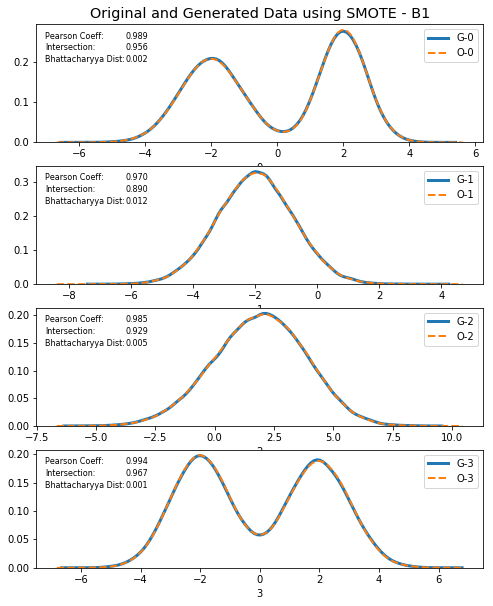 Original and Generated Data using SMOTE - B1
Pearson Coeff: 0.989
Intersection: 0.956
Bhattacharyya Dist: 0.002
G-0
O-0
0.2
0.1
0.0
−6 −4 −2 0 2 4 6
Pearson Coeff: 0.970
Intersection: 0.890
Bhattacharyya Dist: 0.012
G-1
O-1
0.3
0.2
0.1
0.0
−8 −6 −4 −2 0 2 4
Pearson Coeff: 0.985
Intersection: 0.929
Bhattacharyya Dist: 0.005
G-2
O-2
0.20
0.15
0.10
0.05
0.00
−7.5 −5.0 −2.5 0.0 2.5 5.0 7.5 10.0
Pearson Coeff: 0.994
Intersection: 0.967
Bhattacharyya Dist: 0.001
G-3
O-3
0.20
0.15
0.10
0.05
0.00
−6 −4 −2 0 2 4 6
3